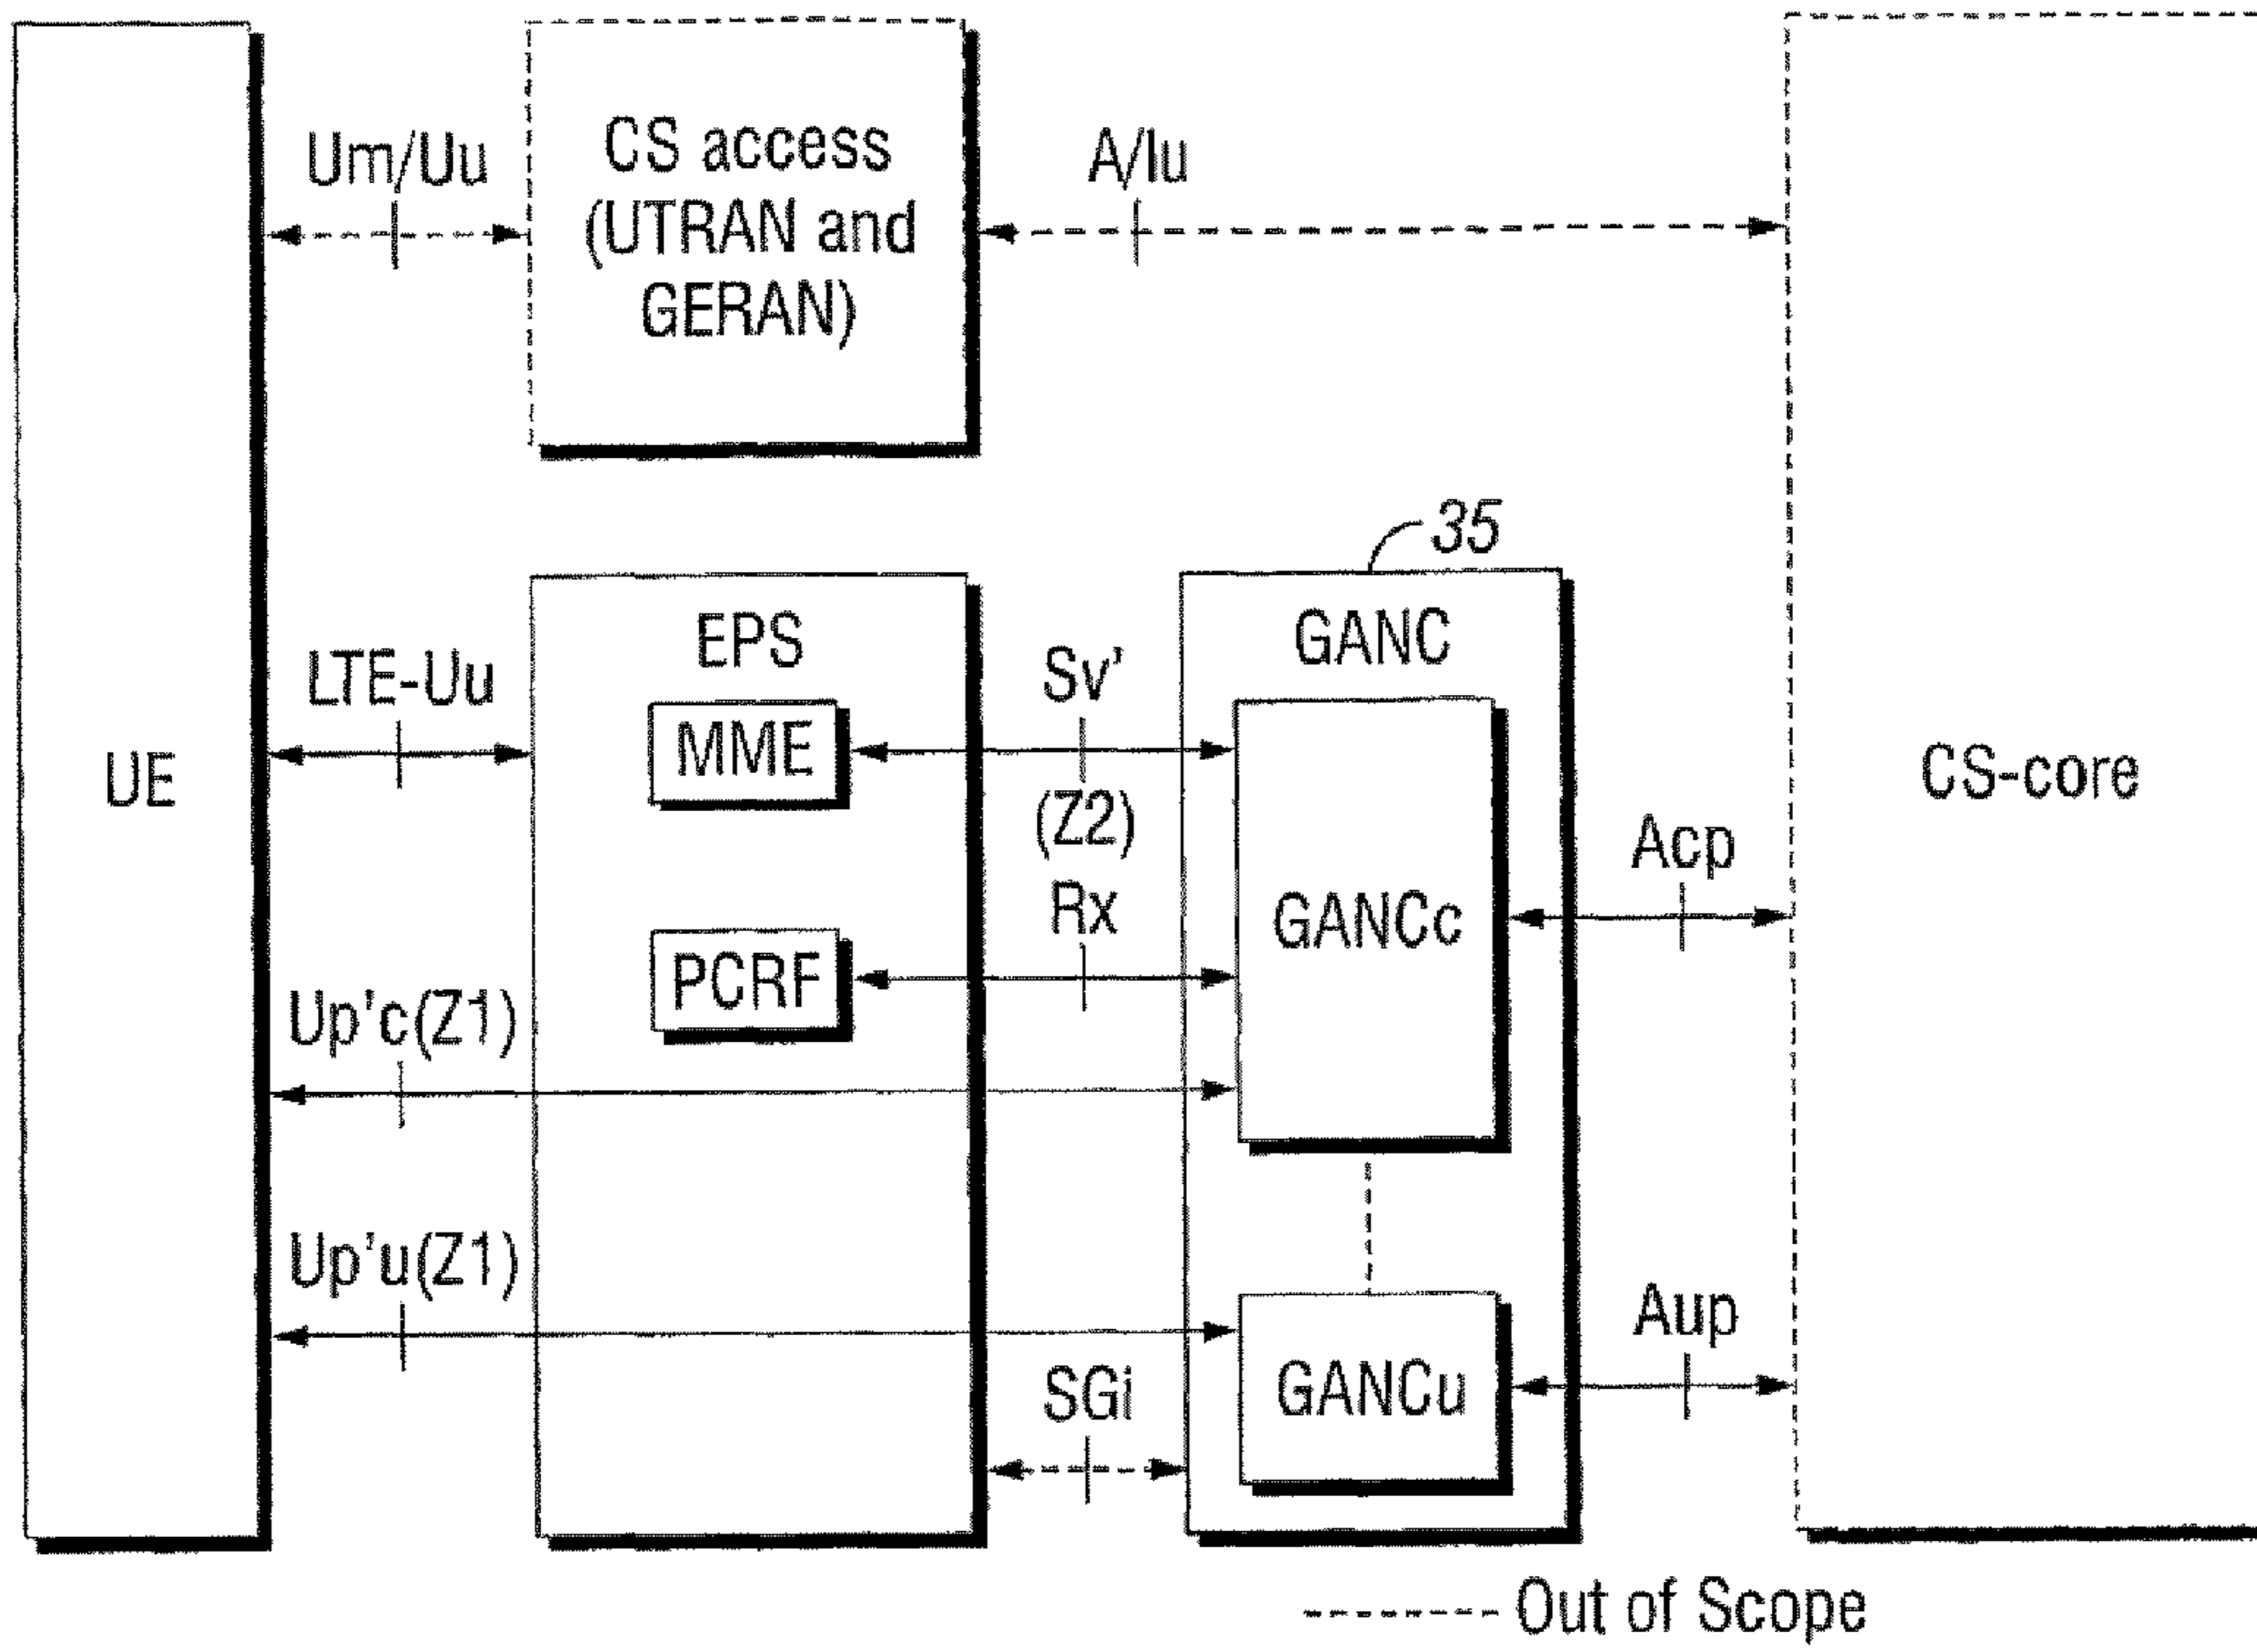 Um/Uu
CS access
(UTRAN and
GERAN)
A/Iu
35
UE
LTE-Uu
EPS
MME
Sv'
(Z2)
GANC
GANCc
CS-core
Acp
PCRF
Rx
Up'c(Z1)
Up'u(Z1)
SGi
GANCu
Aup
Out of Scope